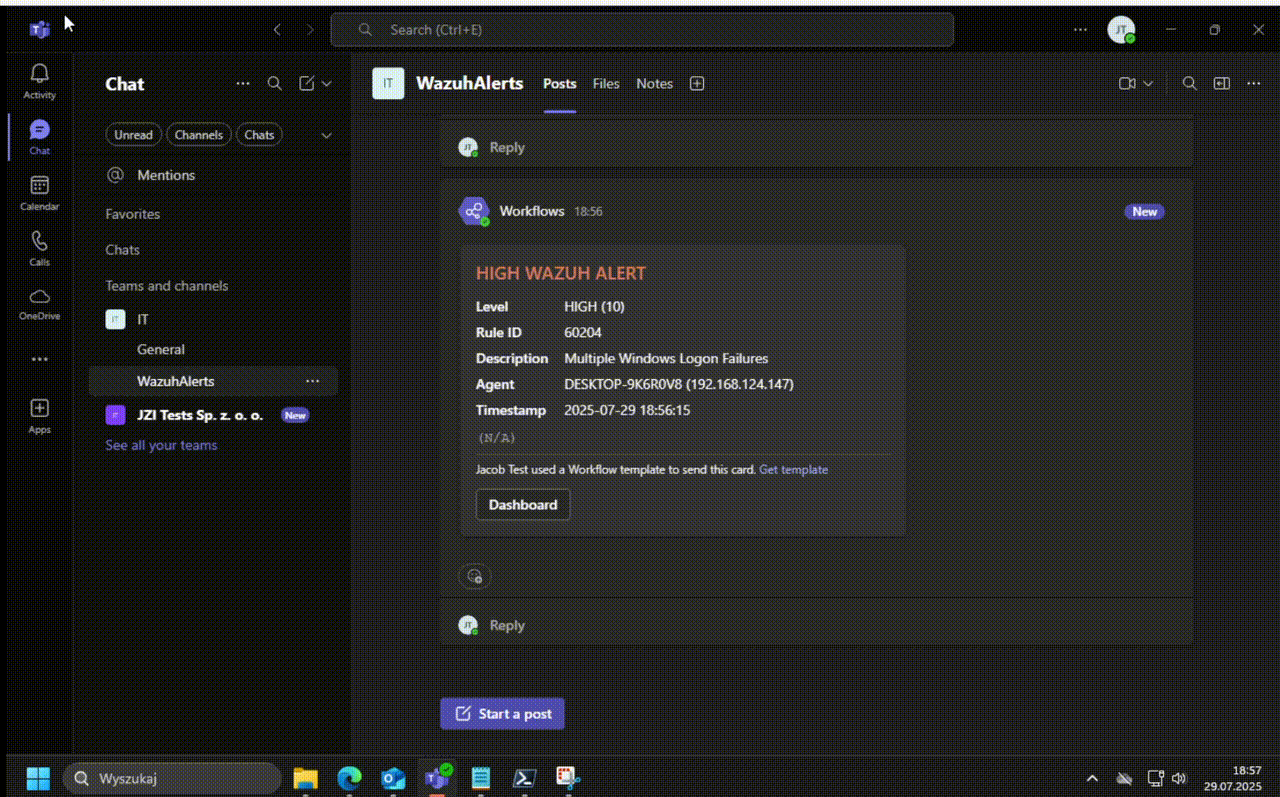 Search (Ctrl+E)
JT
Activity
Chat
Calendar
Calls
OneDrive
Apps
Chat
Unread
Channels
Chats
Mentions
Favorites
Chats
Teams and channels
IT
IT
General
WazuhAlerts
JZI Tests Sp. z. o. o.
New
See all your teams
IT
WazuhAlerts
Posts
Files
Notes
JT
Reply
Workflows
18:56
New
HIGH WAZUH ALERT
Level HIGH (10)
Rule ID 60204
Description Multiple Windows Logon Failures
Agent DESKTOP-9K6R0V8 (192.168.124.147)
Timestamp 2025-07-29 18:56:15
(N/A)
Jacob Test used a Workflow template to send this card. Get template
Dashboard
JT
Reply
Start a post
Wyszukaj
18:57
29.07.2025